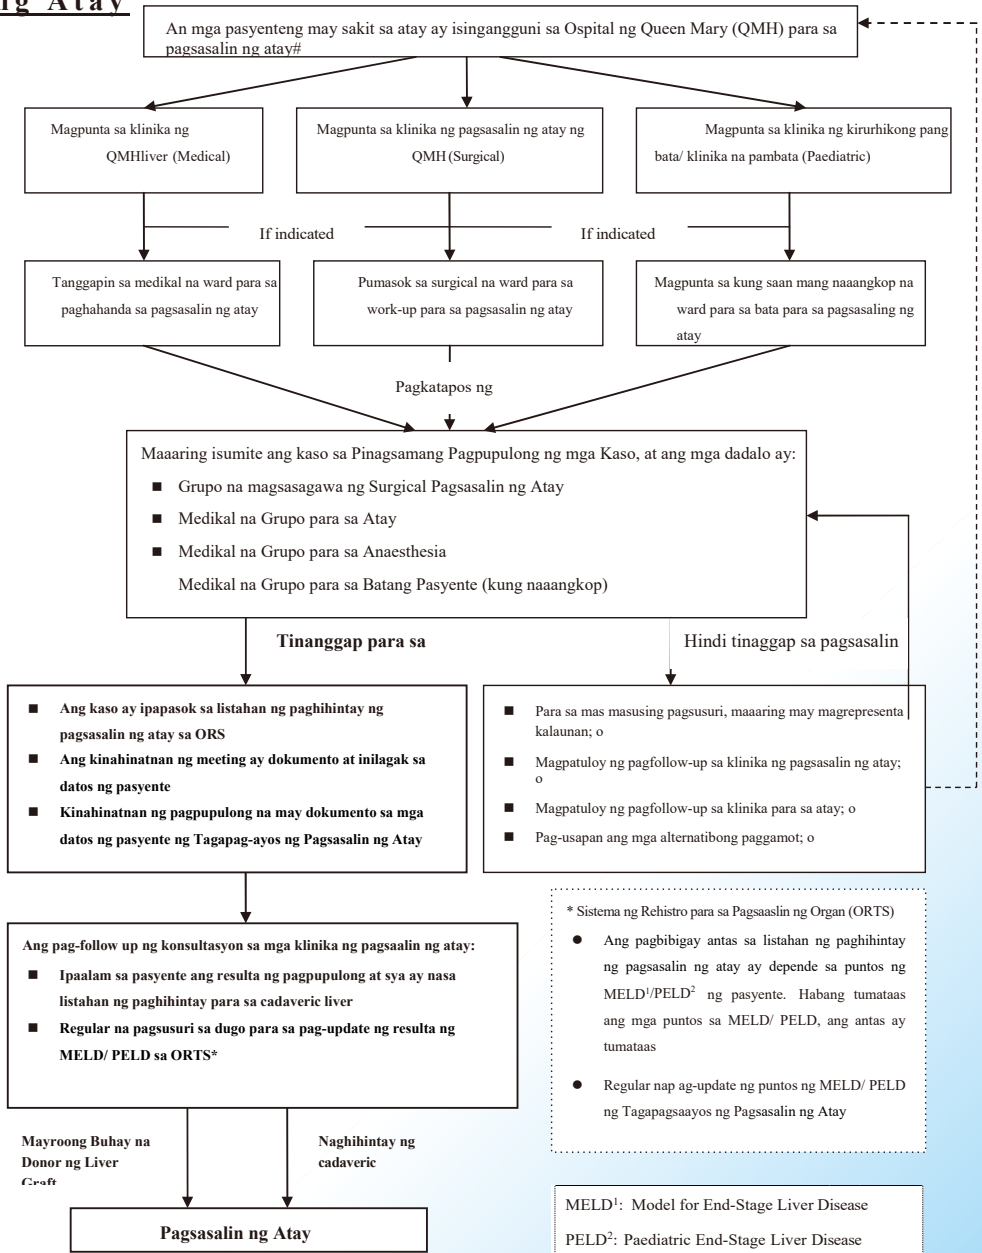 ng Atay
An mga pasyenteng may sakit sa atay ay isingangguni sa Ospital ng Queen Mary (QMH) para sa
pagsasalin ng atay#
Magpunta sa klinika ng
QMHliver (Medical)
Magpunta sa klinika ng pagsasalin ng atay ng
QMH (Surgical)
Magpunta sa klinika ng kirurhikong pang
bata/ klinika na pambata (Paediatric)
If indicated
If indicated
Tanggapin sa medikal na ward para sa
paghahanda sa pagsasalin ng atay
Pumasok sa surgical na ward para sa
work-up para sa pagsasalin ng atay
Magpunta sa kung saan mang naaangkop na
ward para sa bata para sa pagsasaling ng
atay
Pagkatapos ng
Maaaring isumite ang kaso sa Pinagsamang Pagpupulong ng mga Kaso, at ang mga dadalo ay:
■ Grupo na magsasagawa ng Surgical Pagsasalin ng Atay
■ Medikal na Grupo para sa Atay
■ Medikal na Grupo para sa Anaesthesia
Medikal na Grupo para sa Batang Pasyente (kung naaangkop)
Tinanggap para sa
Hindi tinaggap sa pagsasalin
■ Ang kaso ay ipapasok sa listahan ng paghihintay ng
pagsasalin ng atay sa ORS
■ Ang kinahinatnan ng meeting ay dokumento at inilagak sa
datos ng pasyente
■ Kinahinatnan ng pagpupulong na may dokumento sa mga
datos ng pasyente ng Tagapag-ayos ng Pagsasalin ng Atay
■ Para sa mas masusing pagsusuri, maaaring may magrepresenta
kalaunan; o
■ Magpatuloy ng pagfollow-up sa klinika ng pagsasalin ng atay;
o
■ Magpatuloy ng pagfollow-up sa klinika para sa atay; o
■ Pag-usapan ang mga alternatibong paggamot; o
Ang pag-follow up ng konsultasyon sa mga klinika ng pagsaalin ng atay:
■ Ipaalam sa pasyente ang resulta ng pagpupulong at sya ay nasa
listahan ng paghihintay para sa cadaveric liver
■ Regular na pagsusuri sa dugo para sa pag-update ng resulta ng
MELD/ PELD sa ORTS*
* Sistema ng Rehistro para sa Pagsaaslin ng Organ (ORTS)
● Ang pagbibigay antas sa listahan ng paghihintay
ng pagsasalin ng atay ay depende sa puntos ng
MELD¹/PELD² ng pasyente. Habang tumataas
ang mga puntos sa MELD/ PELD, ang antas ay
tumataas
● Regular nap ag-update ng puntos ng MELD/ PELD
ng Tagapagsaayos ng Pagsasalin ng Atay
Mayroong Buhay na
Donor ng Liver
Graft
Naghihintay ng
cadaveric
Pagsasalin ng Atay
MELD¹: Model for End-Stage Liver Disease
PELD²: Paediatric End-Stage Liver Disease